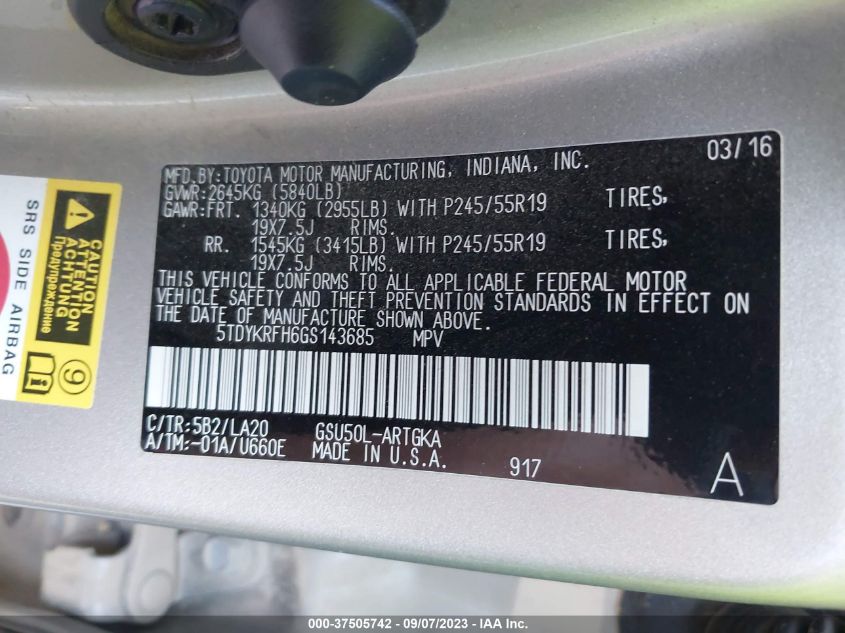 MFD.BY:TOYOTA MOTOR MANUFACTURING, INDIANA, INC. 03/16
GVWR:2645KG (5840LB)
GAWR:FRT. 1340KG (2955LB) WITH P245/55R19 TIRES,
19X7.5J RIMS.
RR. 1545KG (3415LB) WITH P245/55R19 TIRES,
19X7.5J RIMS.
THIS VEHICLE CONFORMS TO ALL APPLICABLE FEDERAL MOTOR
VEHICLE SAFETY AND THEFT PREVENTION STANDARDS IN EFFECT ON
THE DATE OF MANUFACTURE SHOWN ABOVE.
5TDYKRFH6GS143685 MPV
C/TR:5B2/LA20 GSU50L-ARTGKA
A/TM:-01A/U660E MADE IN U.S.A.
917
A
CAUTION
ATTENTION
ACHTUNG
Предупреждение
SRS SIDE AIRBAG
9
000-37505742 - 09/07/2023 - IAA Inc.